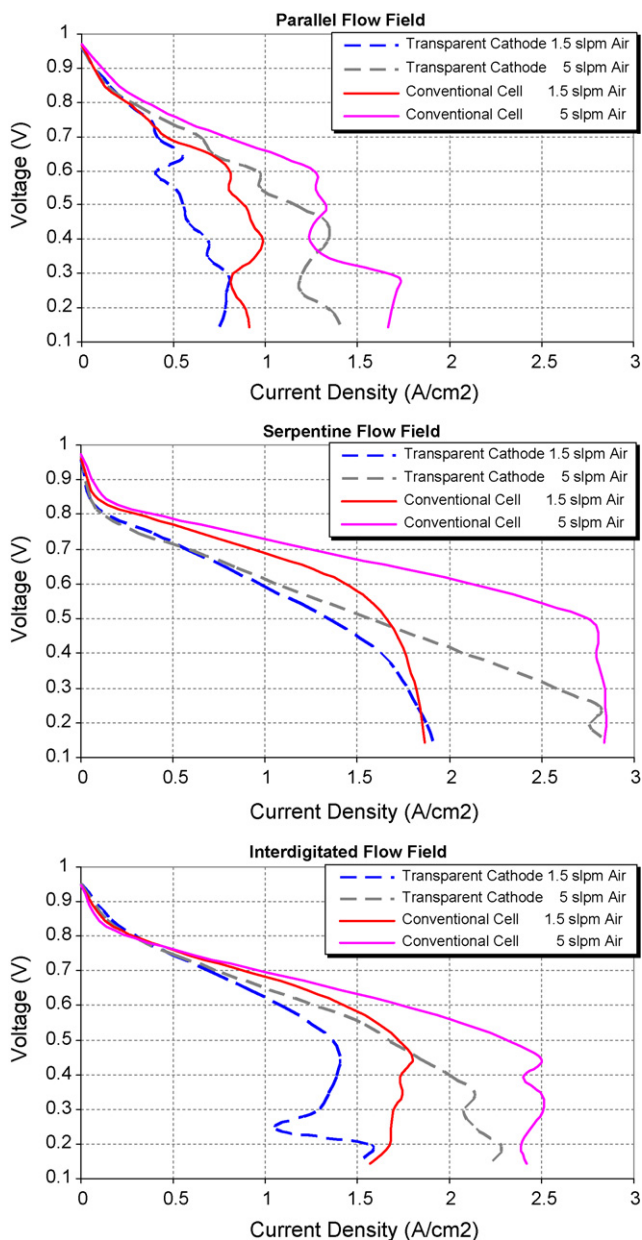 Parallel Flow Field
Transparent Cathode 1.5 slpm Air
Transparent Cathode 5 slpm Air
Conventional Cell 1.5 slpm Air
Conventional Cell 5 slpm Air
Voltage (V)
1
0.9
0.8
0.7
0.6
0.5
0.4
0.3
0.2
0.1
0 0.5 1 1.5 2 2.5 3
Current Density (A/cm2)
Serpentine Flow Field
Transparent Cathode 1.5 slpm Air
Transparent Cathode 5 slpm Air
Conventional Cell 1.5 slpm Air
Conventional Cell 5 slpm Air
Voltage (V)
1
0.9
0.8
0.7
0.6
0.5
0.4
0.3
0.2
0.1
0 0.5 1 1.5 2 2.5 3
Current Density (A/cm2)
Interdigitated Flow Field
Transparent Cathode 1.5 slpm Air
Transparent Cathode 5 slpm Air
Conventional Cell 1.5 slpm Air
Conventional Cell 5 slpm Air
Voltage (V)
1
0.9
0.8
0.7
0.6
0.5
0.4
0.3
0.2
0.1
0 0.5 1 1.5 2 2.5 3
Current Density (A/cm2)